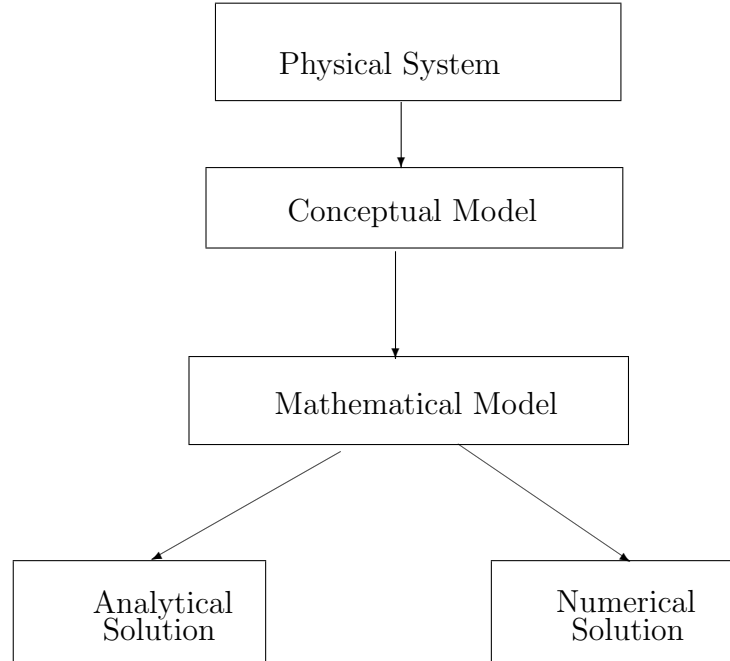 Physical System
Conceptual Model
Mathematical Model
Analytical
Solution
Numerical
Solution